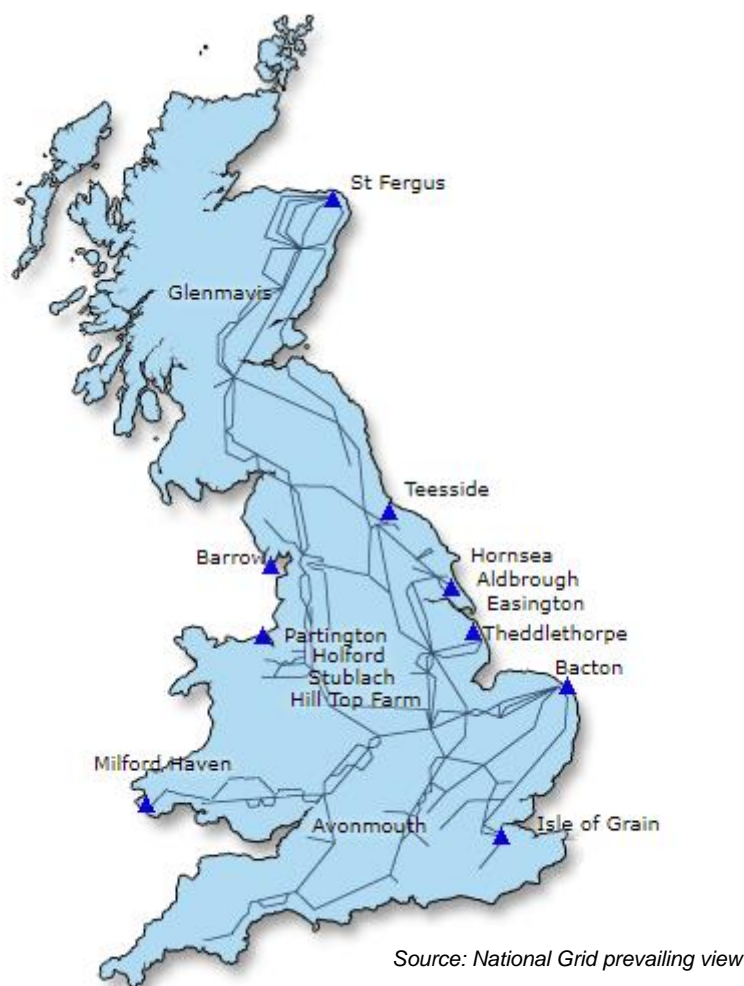 St Fergus
Glenmavis
Teesside
Barrow
Hornsea
Aldbrough
Easington
Partington
Theddlethorpe
Holford
Stublach
Bacton
Hill Top Farm
Milford Haven
Avonmouth
Isle of Grain
Source: National Grid prevailing view